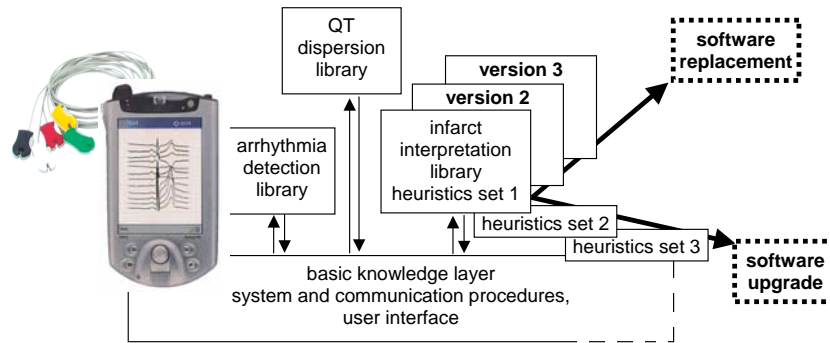 QT
dispersion
library
software
replacement
version 3
version 2
infarct
interpretation
library
heuristics set 1
arrhythmia
detection
library
heuristics set 2
heuristics set 3
software
upgrade
basic knowledge layer
system and communication procedures,
user interface